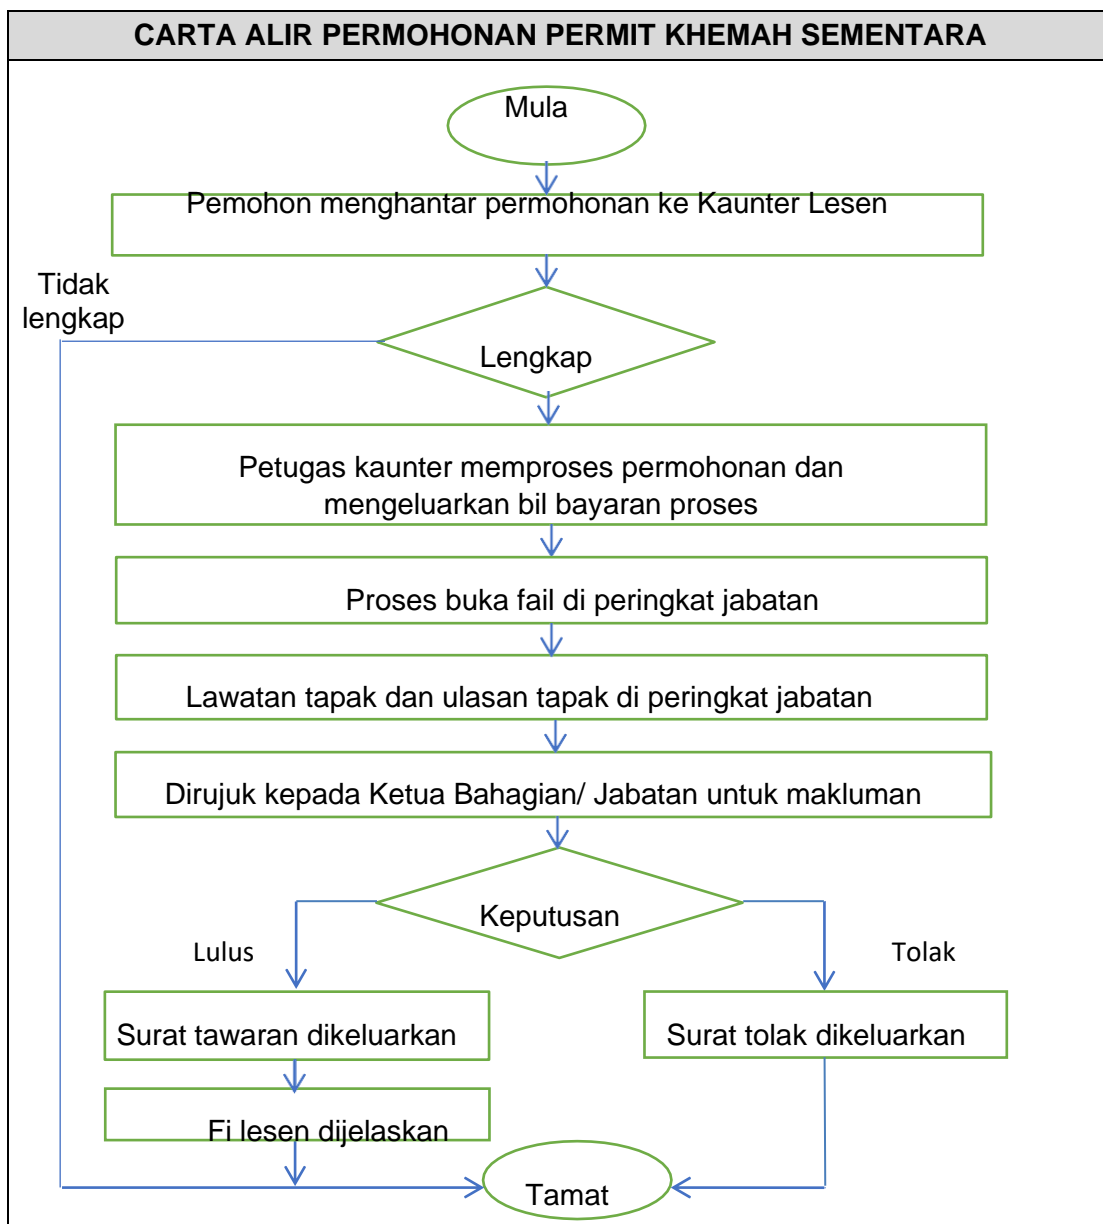 CARTA ALIR PERMOHONAN PERMIT KHEMAH SEMENTARA
Mula
Pemohon menghantar permohonan ke Kaunter Lesen
Tidak
lengkap
Lengkap
Petugas kaunter memproses permohonan dan
mengeluarkan bil bayaran proses
Proses buka fail di peringkat jabatan
Lawatan tapak dan ulasan tapak di peringkat jabatan
Dirujuk kepada Ketua Bahagian/ Jabatan untuk makluman
Keputusan
Lulus
Tolak
Surat tawaran dikeluarkan
Surat tolak dikeluarkan
Fi lesen dijelaskan
Tamat